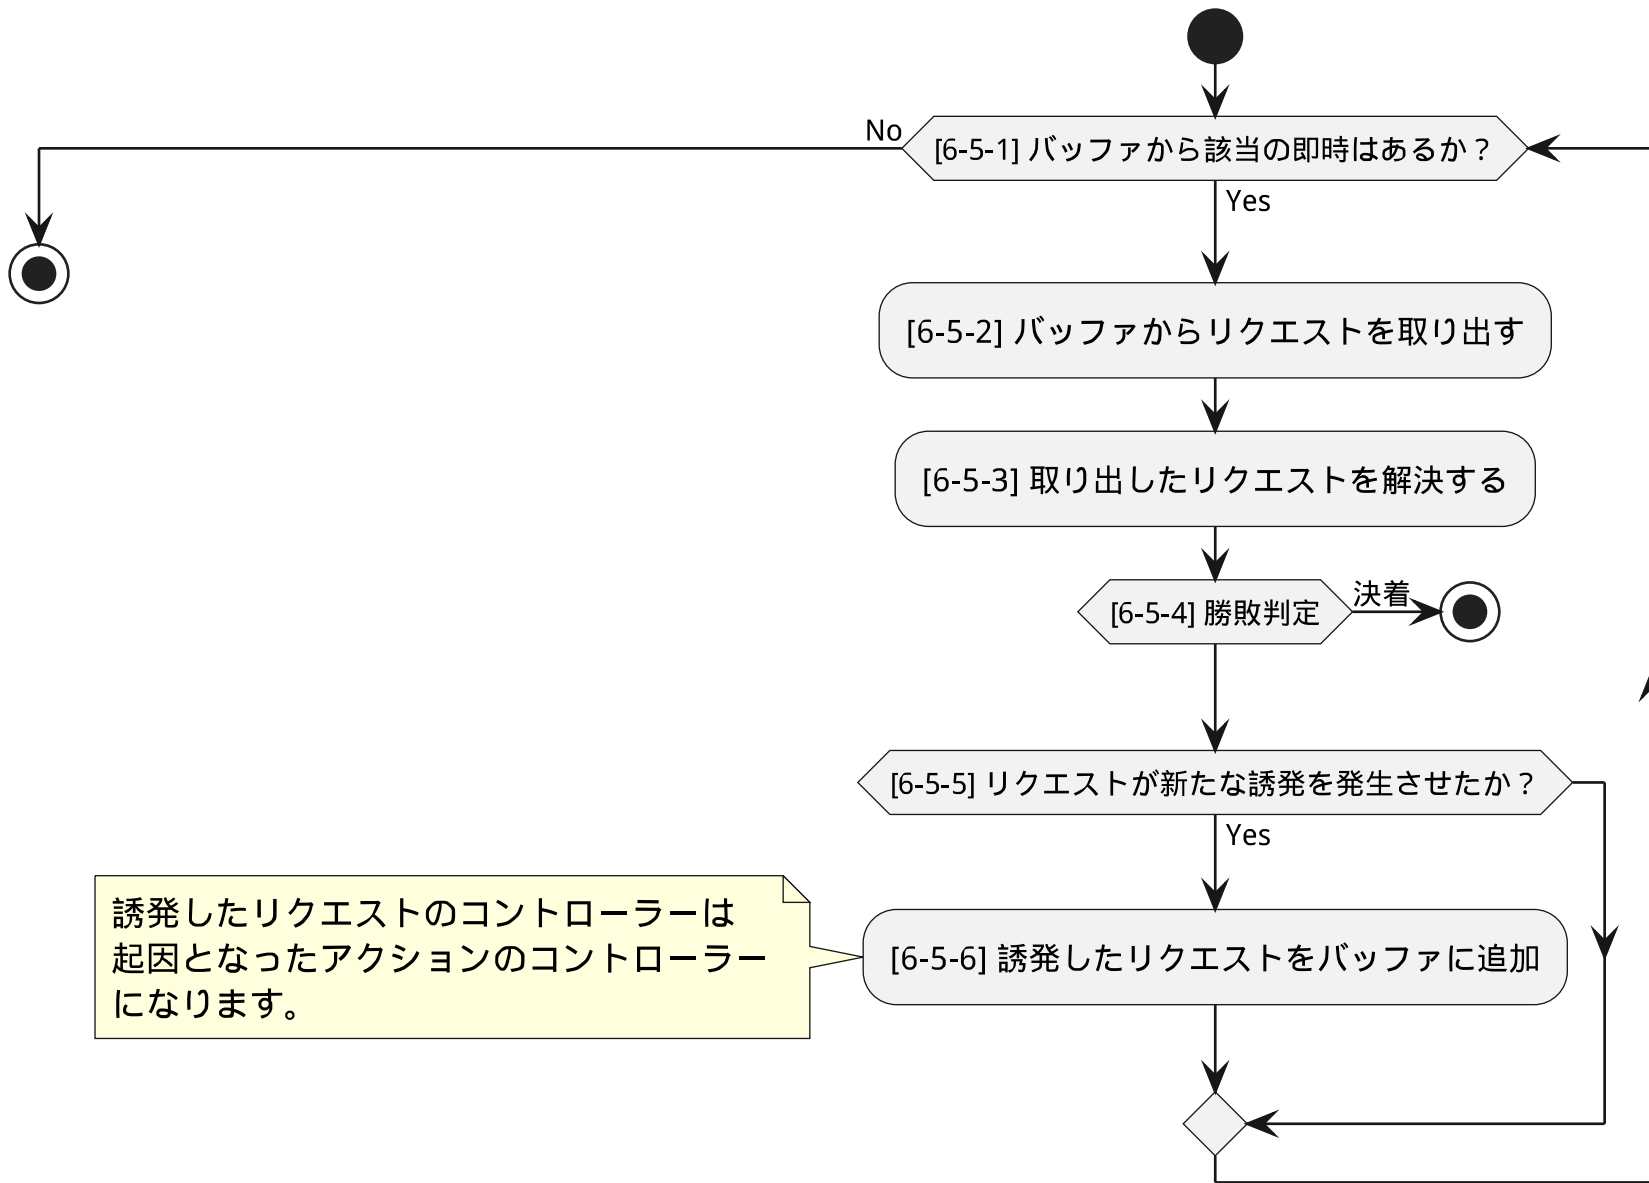 No
[6-5-1] バッファから該当の即時はあるか？
Yes
[6-5-2] バッファからリクエストを取り出す
[6-5-3] 取り出したリクエストを解決する
[6-5-4] 勝敗判定
決着
[6-5-5] リクエストが新たな誘発を発生させたか？
Yes
誘発したリクエストのコントローラーは
起因となったアクションのコントローラー
になります。
[6-5-6] 誘発したリクエストをバッファに追加